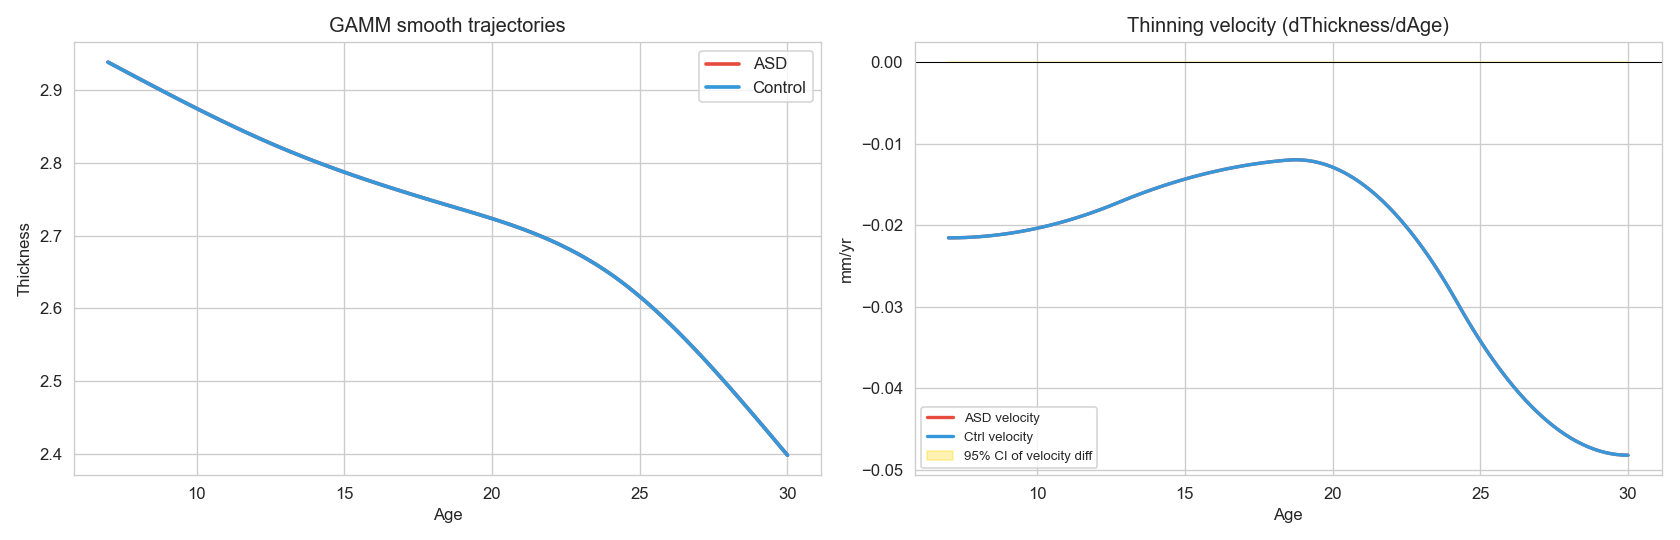 GAMM smooth trajectories
Thickness
2.9
2.8
2.7
2.6
2.5
2.4
ASD
Control
10
15
20
25
30
Age
Thinning velocity (dThickness/dAge)
mm/yr
0.00
−0.01
−0.02
−0.03
−0.04
−0.05
ASD velocity
Ctrl velocity
95% CI of velocity diff
10
15
20
25
30
Age